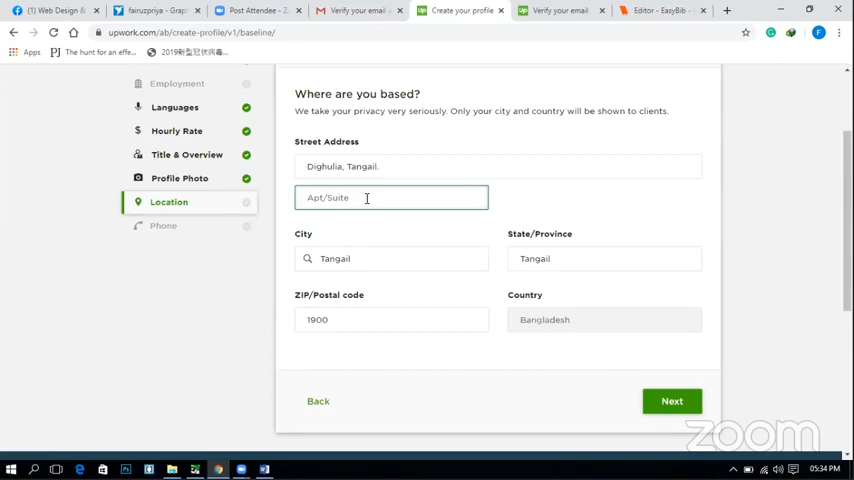 (1) Web Design &
fairuzpriya - Grap
Post Attendee - Z
Verify your email a
Create your profile
Verify your email
Editor - EasyBib -
upwork.com/ab/create-profile/v1/baseline/
Apps
The hunt for an effe...
2019新型冠状病毒...
Employment
Languages
Hourly Rate
Title & Overview
Profile Photo
Location
Phone
Where are you based?
We take your privacy very seriously. Only your city and country will be shown to clients.
Street Address
Dighulia, Tangail.
Apt/Suite
City
State/Province
Tangail
Tangail
ZIP/Postal code
Country
1900
Bangladesh
Back
Next
zoom
05:34 PM